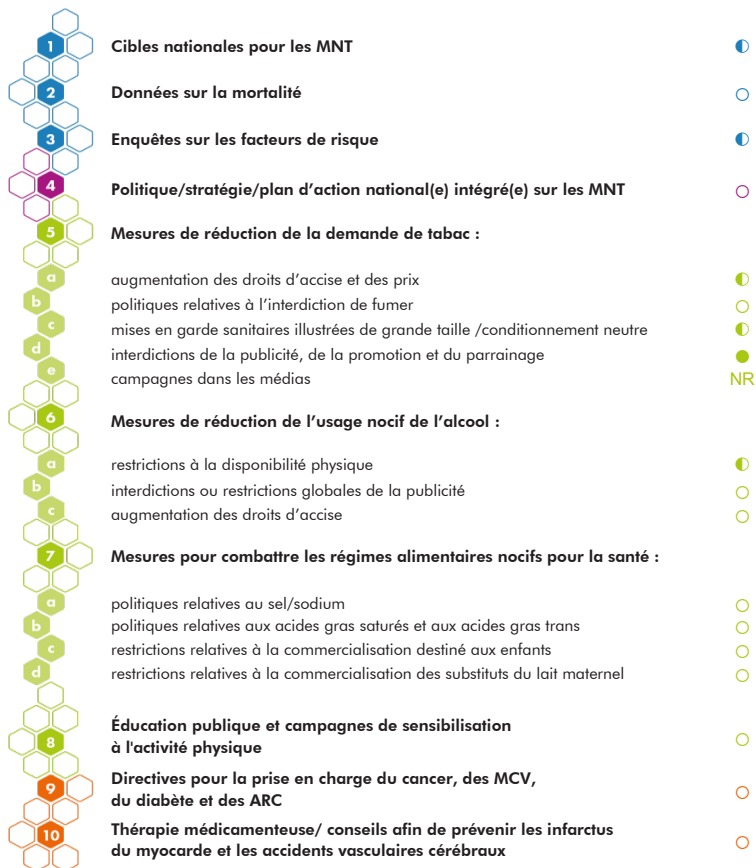 1 Cibles nationales pour les MNT
2 Données sur la mortalité
3 Enquêtes sur les facteurs de risque
4 Politique/stratégie/plan d'action national(e) intégré(e) sur les MNT
5 Mesures de réduction de la demande de tabac :
a augmentation des droits d'accise et des prix
b politiques relatives à l'interdiction de fumer
c mises en garde sanitaires illustrées de grande taille /conditionnement neutre
d interdictions de la publicité, de la promotion et du parrainage
e campagnes dans les médias NR
6 Mesures de réduction de l'usage nocif de l'alcool :
a restrictions à la disponibilité physique
b interdictions ou restrictions globales de la publicité
c augmentation des droits d'accise
7 Mesures pour combattre les régimes alimentaires nocifs pour la santé :
a politiques relatives au sel/sodium
b politiques relatives aux acides gras saturés et aux acides gras trans
c restrictions relatives à la commercialisation destiné aux enfants
d restrictions relatives à la commercialisation des substituts du lait maternel
8 Éducation publique et campagnes de sensibilisation
à l'activité physique
9 Directives pour la prise en charge du cancer, des MCV,
du diabète et des ARC
10 Thérapie médicamenteuse/ conseils afin de prévenir les infarctus
du myocarde et les accidents vasculaires cérébraux